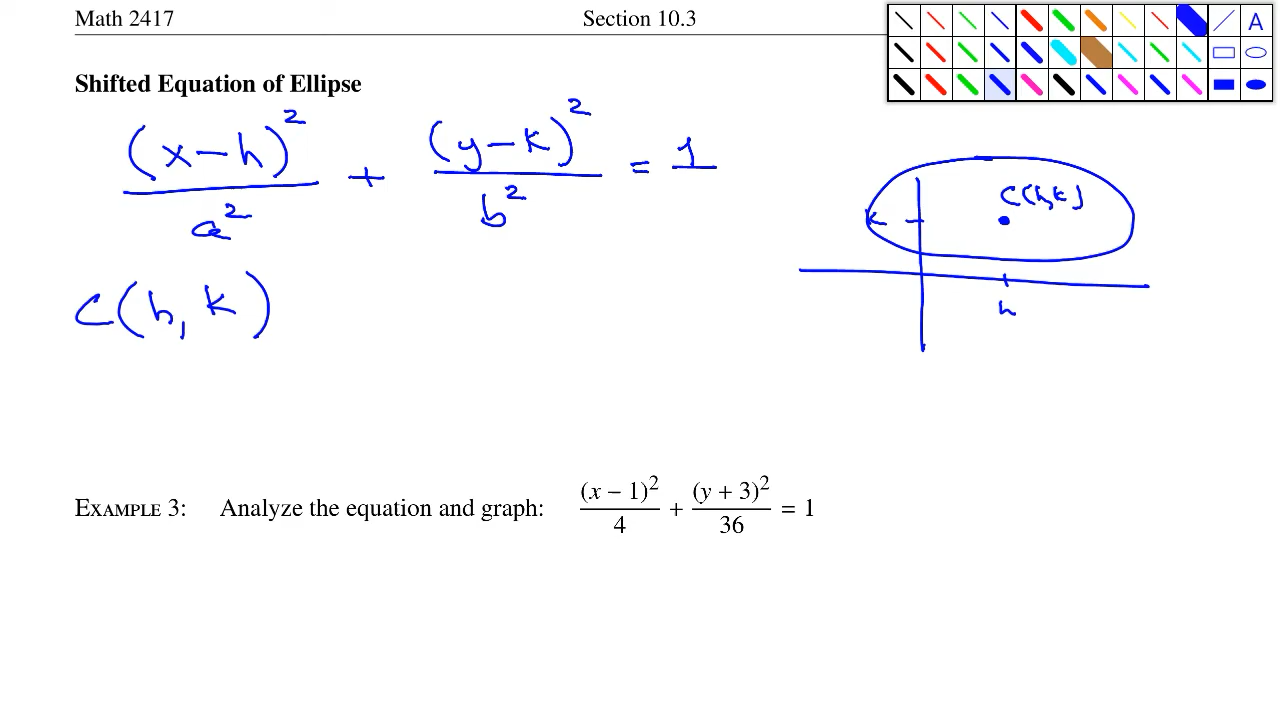 Math 2417 Section 10.3
A
Shifted Equation of Ellipse
(x-h)²/a² + (y-k)²/b² = 1
C(h,k)
k
h
C(h, k)
EXAMPLE 3: Analyze the equation and graph: (x − 1)²/4 + (y + 3)²/36 = 1